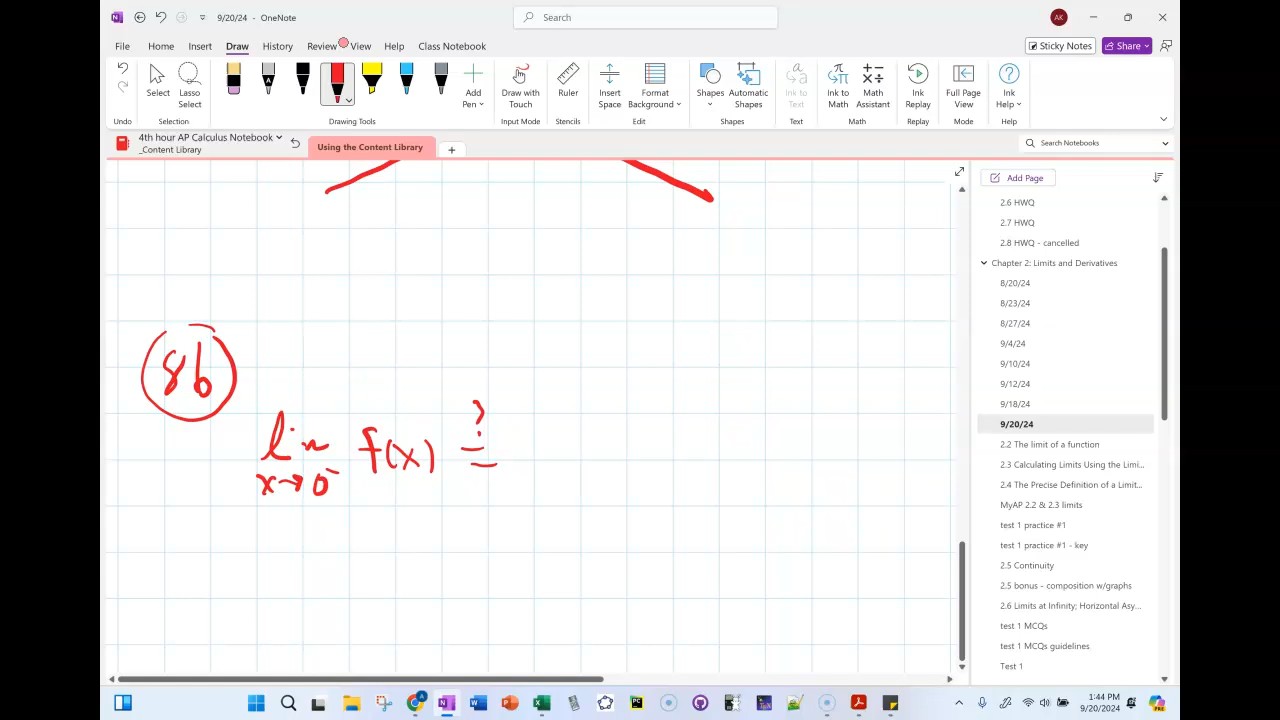 9/20/24 - OneNote
Search
AK
File Home Insert Draw History Review View Help Class Notebook
Sticky Notes Share
Undo
Select
Lasso Select
Add Pen
Draw with Touch
Ruler
Insert Space
Format Background
Shapes
Automatic Shapes
Ink to Text
Ink to Math
Math Assistant
Ink Replay
Full Page View
Ink Help
Undo Selection Drawing Tools Input Mode Stencils Edit Shapes Text Math Replay Mode Help
4th hour AP Calculus Notebook
_Content Library
Using the Content Library
Search Notebooks
Add Page
2.6 HWQ
2.7 HWQ
2.8 HWQ - cancelled
Chapter 2: Limits and Derivatives
8/20/24
8/23/24
8/27/24
9/4/24
9/10/24
9/12/24
9/18/24
9/20/24
2.2 The limit of a function
2.3 Calculating Limits Using the Limi...
2.4 The Precise Definition of a Limit...
MyAP 2.2 & 2.3 limits
test 1 practice #1
test 1 practice #1 - key
2.5 Continuity
2.5 bonus - composition w/graphs
2.6 Limits at Infinity; Horizontal Asy...
test 1 MCQs
test 1 MCQs guidelines
Test 1
8b
?
lim f(x) =
x→0⁻
1:44 PM
9/20/2024